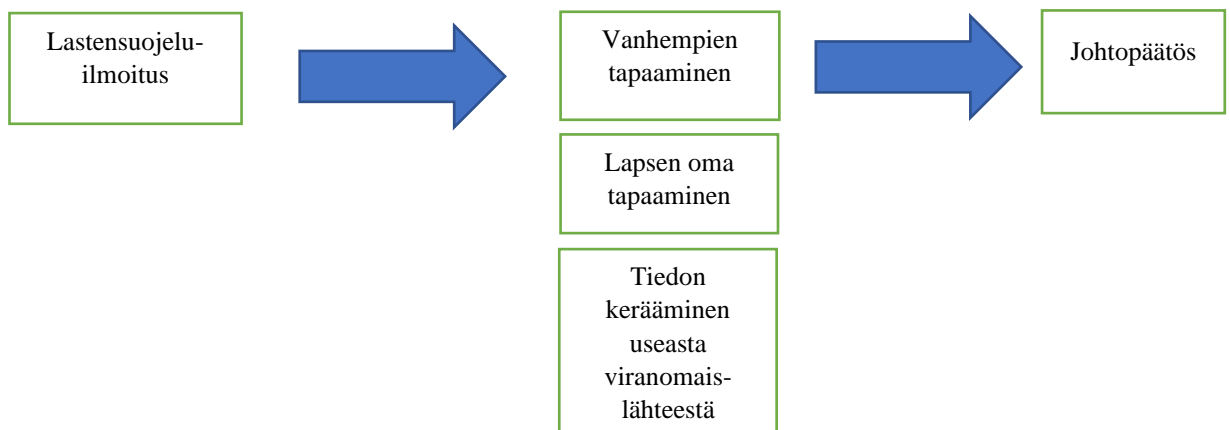 Lastensuojelu-
ilmoitus
Vanhempien
tapaaminen
Lapsen oma
tapaaminen
Tiedon
kerääminen
useasta
viranomais-
lähteestä
Johtopäätös